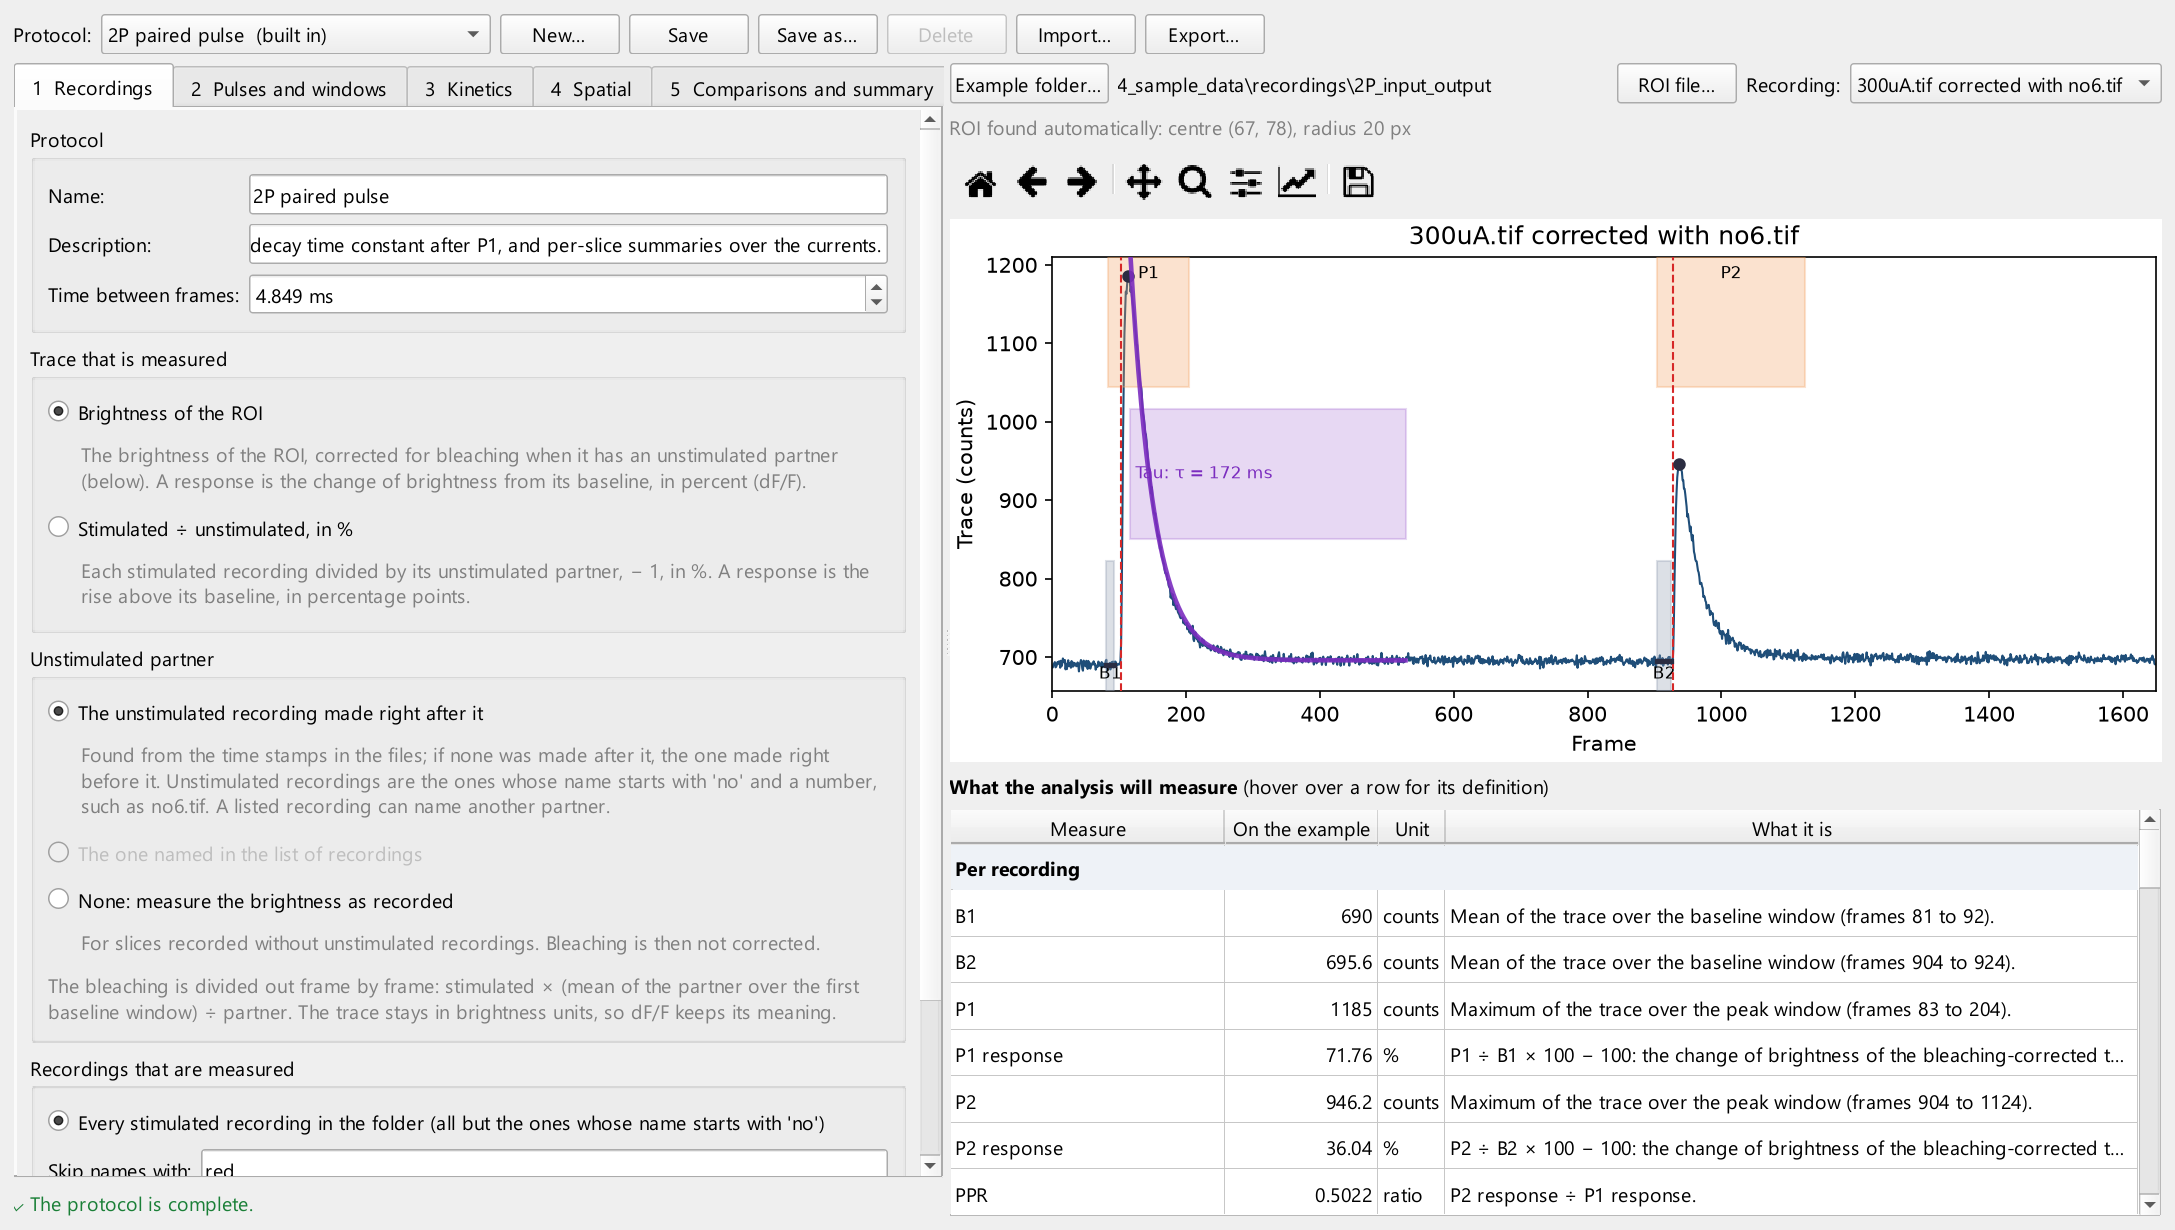 Protocol: 2P paired pulse (built in) New... Save Save as... Delete Import... Export...
1 Recordings 2 Pulses and windows 3 Kinetics 4 Spatial 5 Comparisons and summary
Protocol
Name: 2P paired pulse
Description: decay time constant after P1, and per-slice summaries over the currents.
Time between frames: 4.849 ms
Trace that is measured
Brightness of the ROI
The brightness of the ROI, corrected for bleaching when it has an unstimulated partner
(below). A response is the change of brightness from its baseline, in percent (dF/F).
Stimulated ÷ unstimulated, in %
Each stimulated recording divided by its unstimulated partner, − 1, in %. A response is the
rise above its baseline, in percentage points.
Unstimulated partner
The unstimulated recording made right after it
Found from the time stamps in the files; if none was made after it, the one made right
before it. Unstimulated recordings are the ones whose name starts with 'no' and a number,
such as no6.tif. A listed recording can name another partner.
The one named in the list of recordings
None: measure the brightness as recorded
For slices recorded without unstimulated recordings. Bleaching is then not corrected.
The bleaching is divided out frame by frame: stimulated × (mean of the partner over the first
baseline window) ÷ partner. The trace stays in brightness units, so dF/F keeps its meaning.
Recordings that are measured
Every stimulated recording in the folder (all but the ones whose name starts with 'no')
Skip names with: red
✓ The protocol is complete.
Example folder... 4_sample_data\recordings\2P_input_output ROI file... Recording: 300uA.tif corrected with no6.tif
ROI found automatically: centre (67, 78), radius 20 px
300uA.tif corrected with no6.tif
Trace (counts)
1200
1100
1000
900
800
700
P1
P2
Tau: τ = 172 ms
B1
B2
0 200 400 600 800 1000 1200 1400 1600
Frame
What the analysis will measure (hover over a row for its definition)
Measure On the example Unit What it is
Per recording
B1 690 counts Mean of the trace over the baseline window (frames 81 to 92).
B2 695.6 counts Mean of the trace over the baseline window (frames 904 to 924).
P1 1185 counts Maximum of the trace over the peak window (frames 83 to 204).
P1 response 71.76 % P1 ÷ B1 × 100 − 100: the change of brightness of the bleaching-corrected t...
P2 946.2 counts Maximum of the trace over the peak window (frames 904 to 1124).
P2 response 36.04 % P2 ÷ B2 × 100 − 100: the change of brightness of the bleaching-corrected t...
PPR 0.5022 ratio P2 response ÷ P1 response.